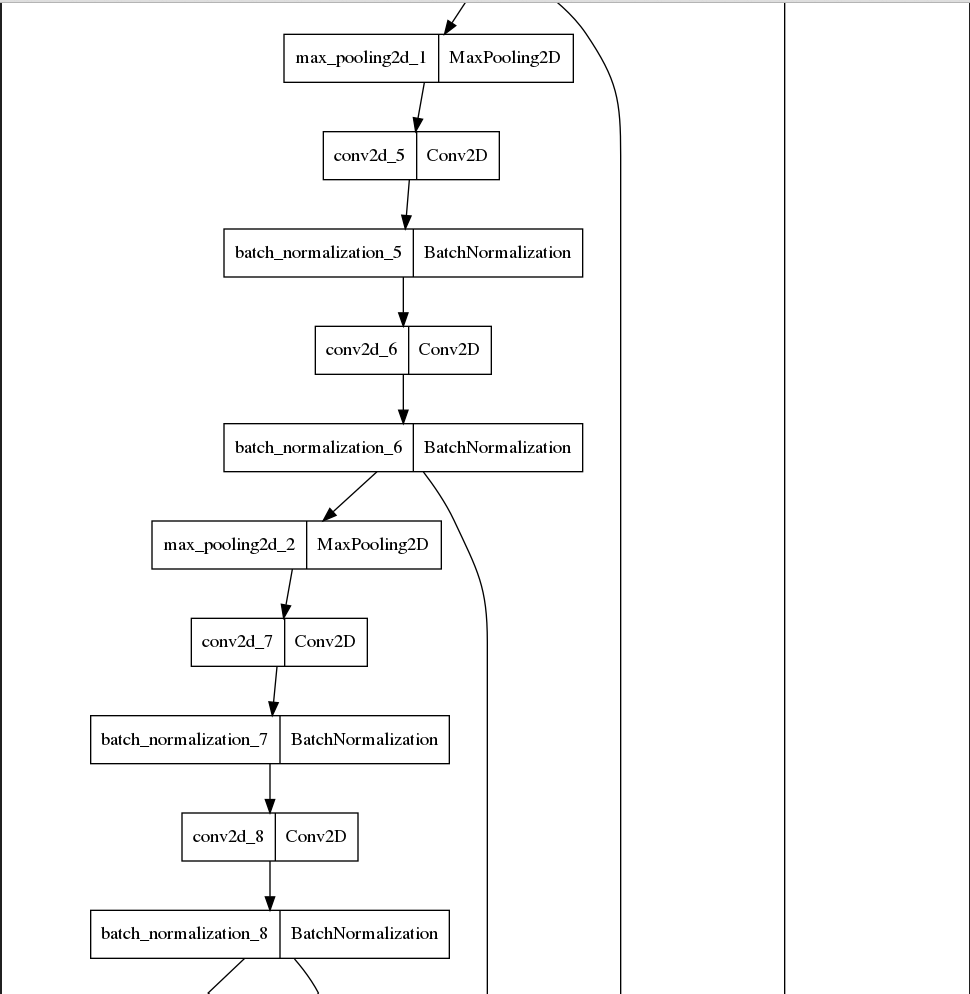 max_pooling2d_1 MaxPooling2D
conv2d_5 Conv2D
batch_normalization_5 BatchNormalization
conv2d_6 Conv2D
batch_normalization_6 BatchNormalization
max_pooling2d_2 MaxPooling2D
conv2d_7 Conv2D
batch_normalization_7 BatchNormalization
conv2d_8 Conv2D
batch_normalization_8 BatchNormalization